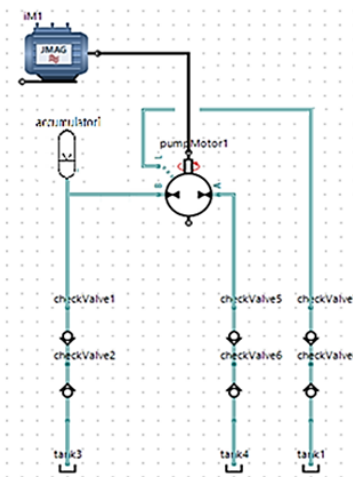 iM1
JMAG
accumulator1
pumpMotor1
L
B
A
checkValve1
checkValve5
checkValve
checkValve2
checkValve6
checkValve
tank3
tank4
tank1